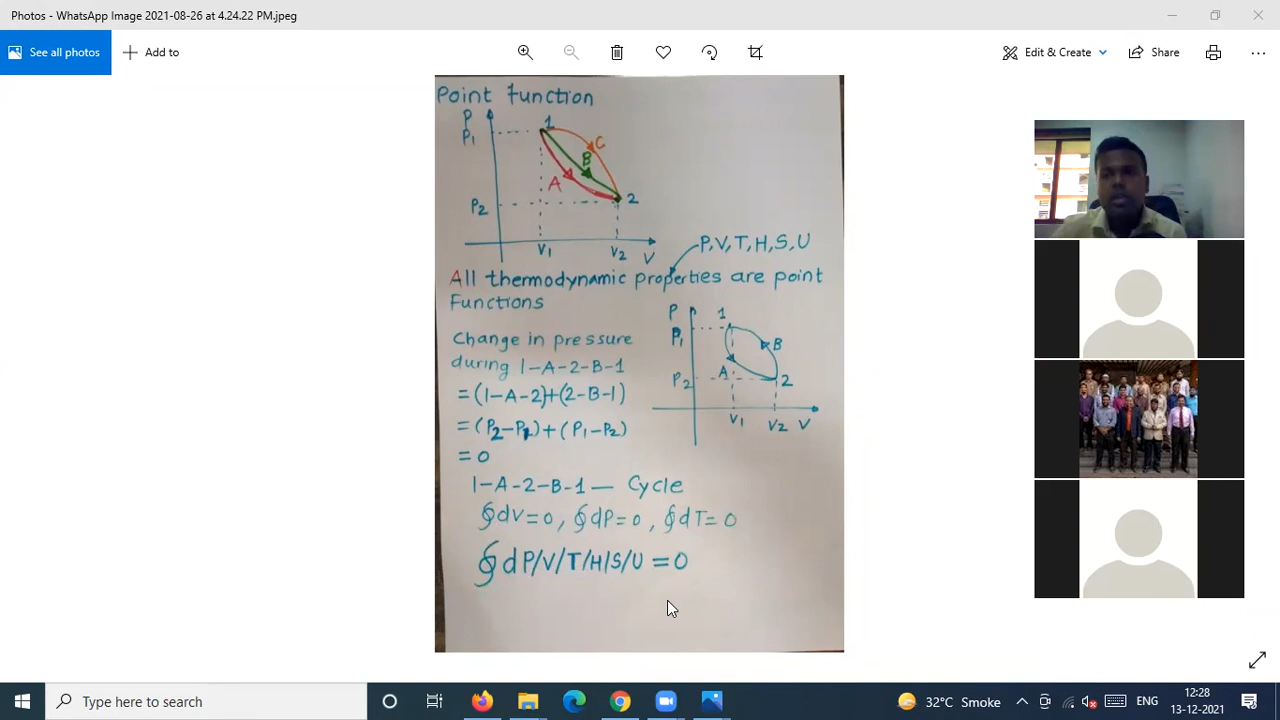 Photos - WhatsApp Image 2021-08-26 at 4.24.22 PM.jpeg
See all photos
Add to
Edit & Create
Share
Point function
P
P1
1
C
B
A
P2
2
V1
V2
V
P,V,T,H,S,U
All thermodynamic properties are point
Functions
P
1
P1
B
A
P2
2
V1
V2
V
Change in pressure
during 1-A-2-B-1
=(1-A-2)+(2-B-1)
=(P2-P1)+(P1-P2)
=0
1-A-2-B-1 — Cycle
∮dV=0, ∮dP=0, ∮dT=0
∮dP/V/T/H/S/U =0
Type here to search
32°C Smoke
ENG
12:28
13-12-2021